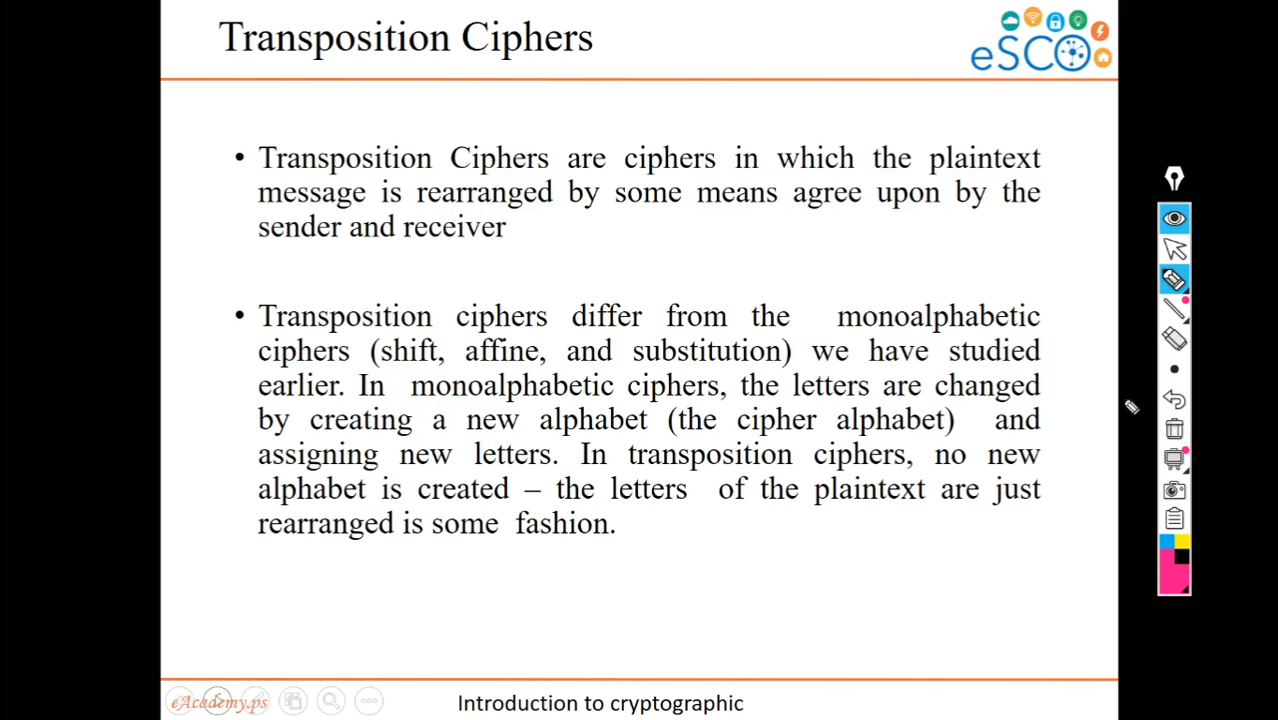 Transposition Ciphers
eSCO
• Transposition Ciphers are ciphers in which the plaintext
message is rearranged by some means agree upon by the
sender and receiver
• Transposition ciphers differ from the monoalphabetic
ciphers (shift, affine, and substitution) we have studied
earlier. In monoalphabetic ciphers, the letters are changed
by creating a new alphabet (the cipher alphabet) and
assigning new letters. In transposition ciphers, no new
alphabet is created – the letters of the plaintext are just
rearranged is some fashion.
eAcademy.ps
Introduction to cryptographic